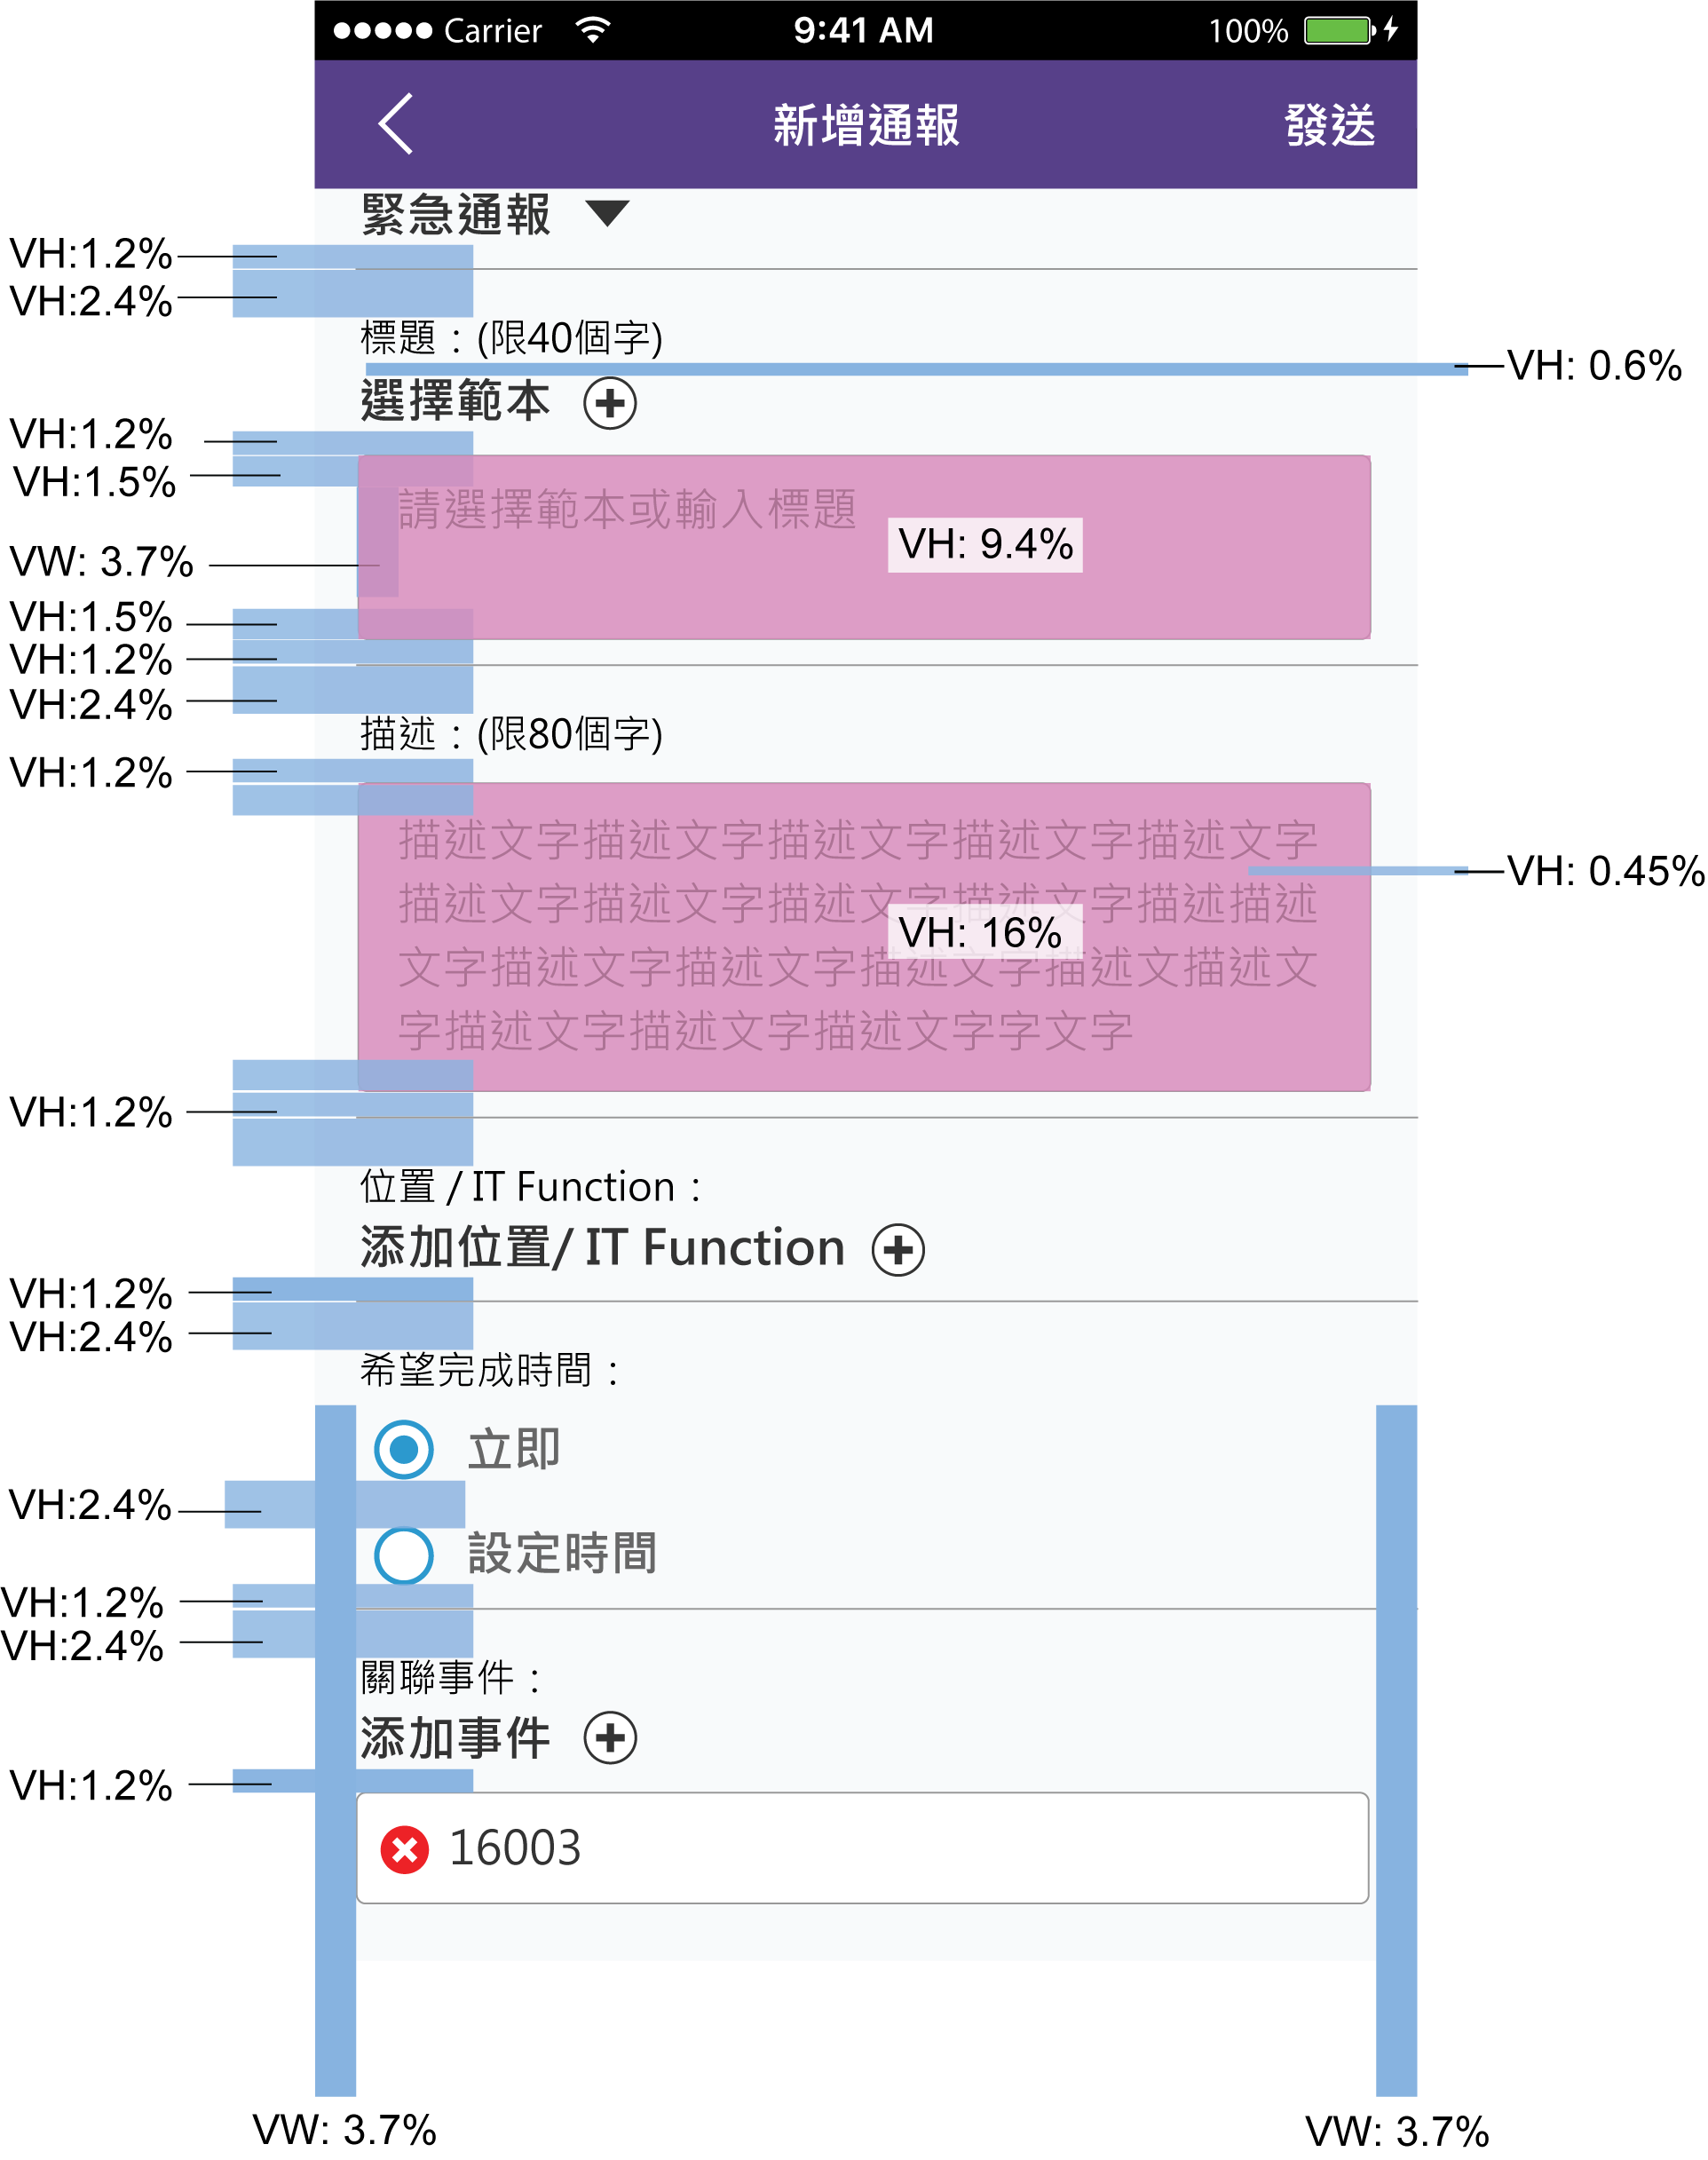 Carrier 9:41 AM 100%
新增通報 發送
緊急通報
VH:1.2%
VH:2.4%
標題：(限40個字)
VH: 0.6%
選擇範本
VH:1.2%
VH:1.5%
請選擇範本或輸入標題
VH: 9.4%
VW: 3.7%
VH:1.5%
VH:1.2%
VH:2.4%
描述：(限80個字)
VH:1.2%
描述文字描述文字描述文字描述文字描述文字
VH: 0.45%
描述文字描述文字描述文字描述文字描述描述
VH: 16%
文字描述文字描述文字描述文字描述文描述文
字描述文字描述文字描述文字字文字
VH:1.2%
位置 / IT Function：
添加位置/ IT Function
VH:1.2%
VH:2.4%
希望完成時間：
立即
VH:2.4%
設定時間
VH:1.2%
VH:2.4%
關聯事件：
添加事件
VH:1.2%
16003
VW: 3.7%
VW: 3.7%